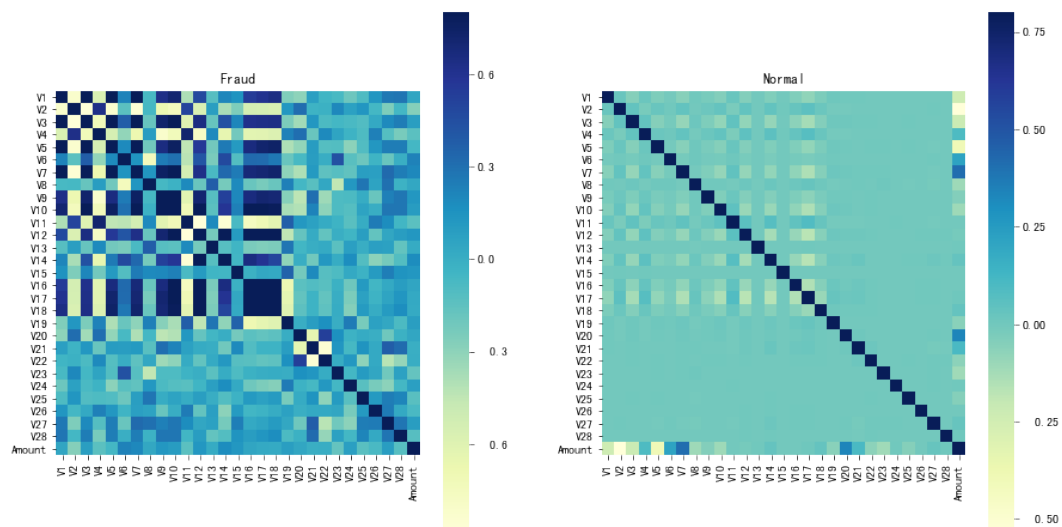 Fraud
V1
V2
V3
V4
V5
V6
V7
V8
V9
V10
V11
V12
V13
V14
V15
V16
V17
V18
V19
V20
V21
V22
V23
V24
V25
V26
V27
V28
Amount
V1 V2 V3 V4 V5 V6 V7 V8 V9 V10 V11 V12 V13 V14 V15 V16 V17 V18 V19 V20 V21 V22 V23 V24 V25 V26 V27 V28 Amount
0.6
0.3
0.0
0.3
0.6
Normal
V1
V2
V3
V4
V5
V6
V7
V8
V9
V10
V11
V12
V13
V14
V15
V16
V17
V18
V19
V20
V21
V22
V23
V24
V25
V26
V27
V28
Amount
V1 V2 V3 V4 V5 V6 V7 V8 V9 V10 V11 V12 V13 V14 V15 V16 V17 V18 V19 V20 V21 V22 V23 V24 V25 V26 V27 V28 Amount
0.75
0.50
0.25
0.00
0.25
0.50